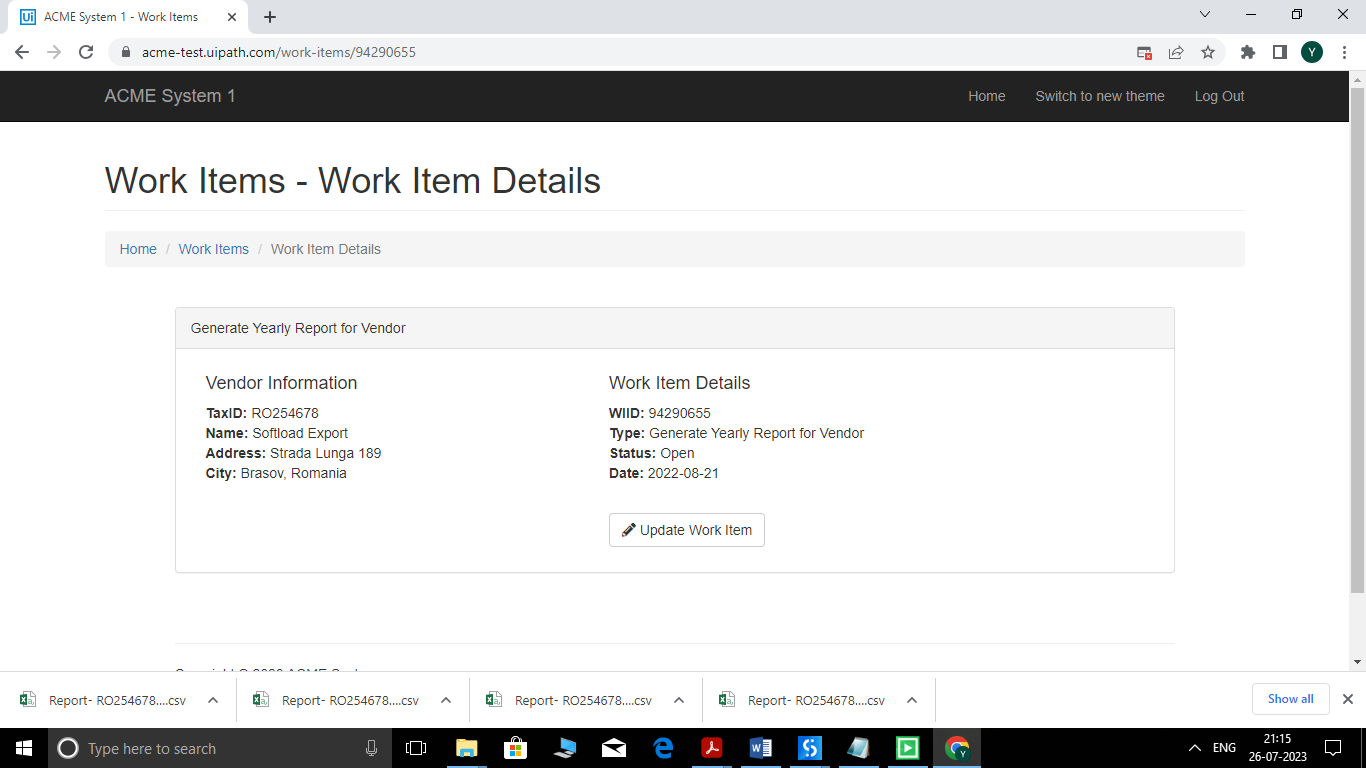 ACME System 1 - Work Items
acme-test.uipath.com/work-items/94290655
Y
ACME System 1
Home
Switch to new theme
Log Out
Work Items - Work Item Details
Home / Work Items / Work Item Details
Generate Yearly Report for Vendor
Vendor Information
TaxID: RO254678
Name: Softload Export
Address: Strada Lunga 189
City: Brasov, Romania
Work Item Details
WIID: 94290655
Type: Generate Yearly Report for Vendor
Status: Open
Date: 2022-08-21
Update Work Item
Report- RO254678....csv
Report- RO254678....csv
Report- RO254678....csv
Report- RO254678....csv
Show all
Type here to search
ENG
21:15
26-07-2023